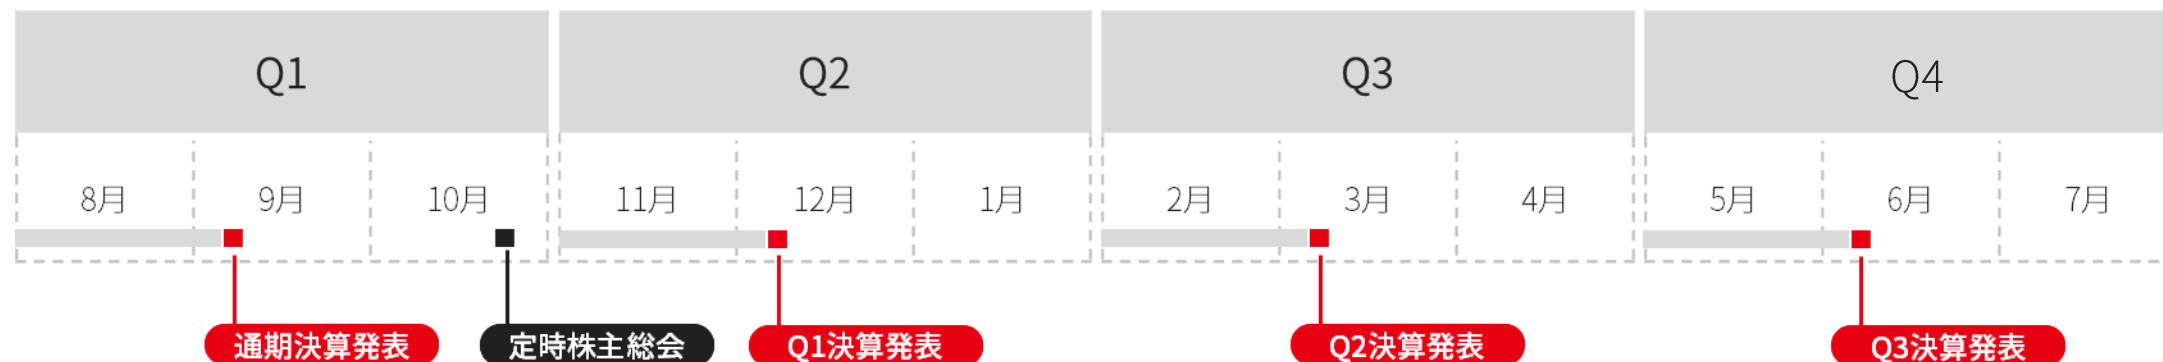 Q1
Q2
Q3
Q4
8月
9月
10月
11月
12月
1月
2月
3月
4月
5月
6月
7月
通期決算発表
定時株主総会
Q1決算発表
Q2決算発表
Q3決算発表